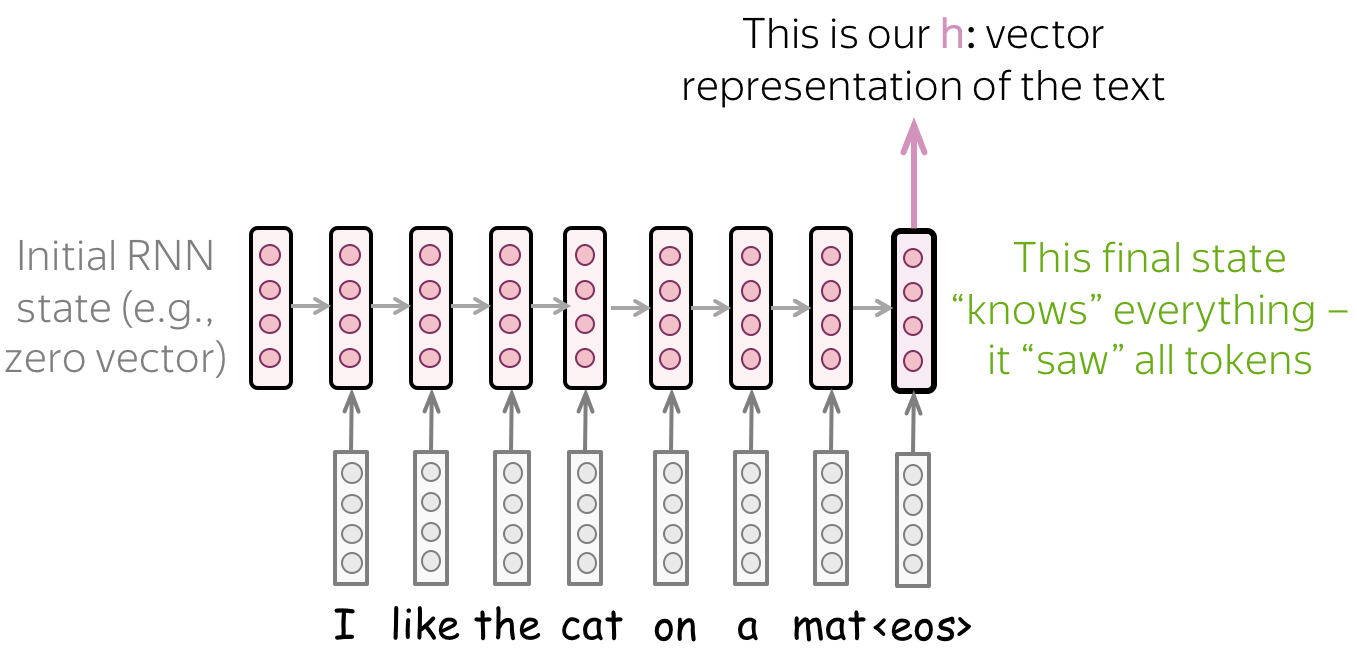 This is our h: vector
representation of the text
Initial RNN
state (e.g.,
zero vector)
This final state
“knows” everything –
it “saw” all tokens
I like the cat on a mat <eos>